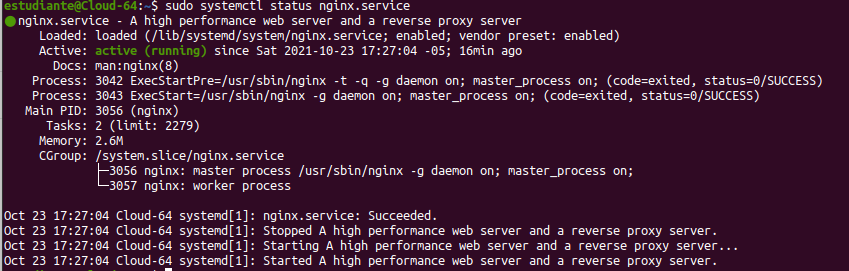 estudiante@Cloud-64:~$ sudo systemctl status nginx.service
●nginx.service - A high performance web server and a reverse proxy server
Loaded: loaded (/lib/systemd/system/nginx.service; enabled; vendor preset: enabled)
Active: active (running) since Sat 2021-10-23 17:27:04 -05; 16min ago
Docs: man:nginx(8)
Process: 3042 ExecStartPre=/usr/sbin/nginx -t -q -g daemon on; master_process on; (code=exited, status=0/SUCCESS)
Process: 3043 ExecStart=/usr/sbin/nginx -g daemon on; master_process on; (code=exited, status=0/SUCCESS)
Main PID: 3056 (nginx)
Tasks: 2 (limit: 2279)
Memory: 2.6M
CGroup: /system.slice/nginx.service
├─3056 nginx: master process /usr/sbin/nginx -g daemon on; master_process on;
└─3057 nginx: worker process
Oct 23 17:27:04 Cloud-64 systemd[1]: nginx.service: Succeeded.
Oct 23 17:27:04 Cloud-64 systemd[1]: Stopped A high performance web server and a reverse proxy server.
Oct 23 17:27:04 Cloud-64 systemd[1]: Starting A high performance web server and a reverse proxy server...
Oct 23 17:27:04 Cloud-64 systemd[1]: Started A high performance web server and a reverse proxy server.